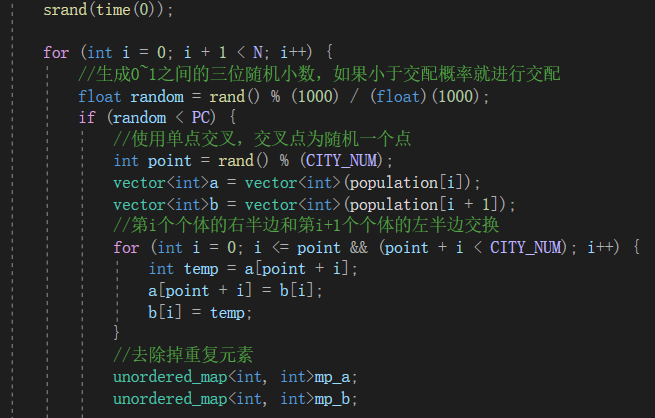 srand(time(0));
for (int i = 0; i + 1 < N; i++) {
//生成0~1之间的三位随机小数，如果小于交配概率就进行交配
float random = rand() % (1000) / (float)(1000);
if (random < PC) {
//使用单点交叉，交叉点为随机一个点
int point = rand() % (CITY_NUM);
vector<int>a = vector<int>(population[i]);
vector<int>b = vector<int>(population[i + 1]);
//第i个个体的右半边和第i+1个个体的左半边交换
for (int i = 0; i <= point && (point + i < CITY_NUM); i++) {
int temp = a[point + i];
a[point + i] = b[i];
b[i] = temp;
}
//去除掉重复元素
unordered_map<int, int>mp_a;
unordered_map<int, int>mp_b;